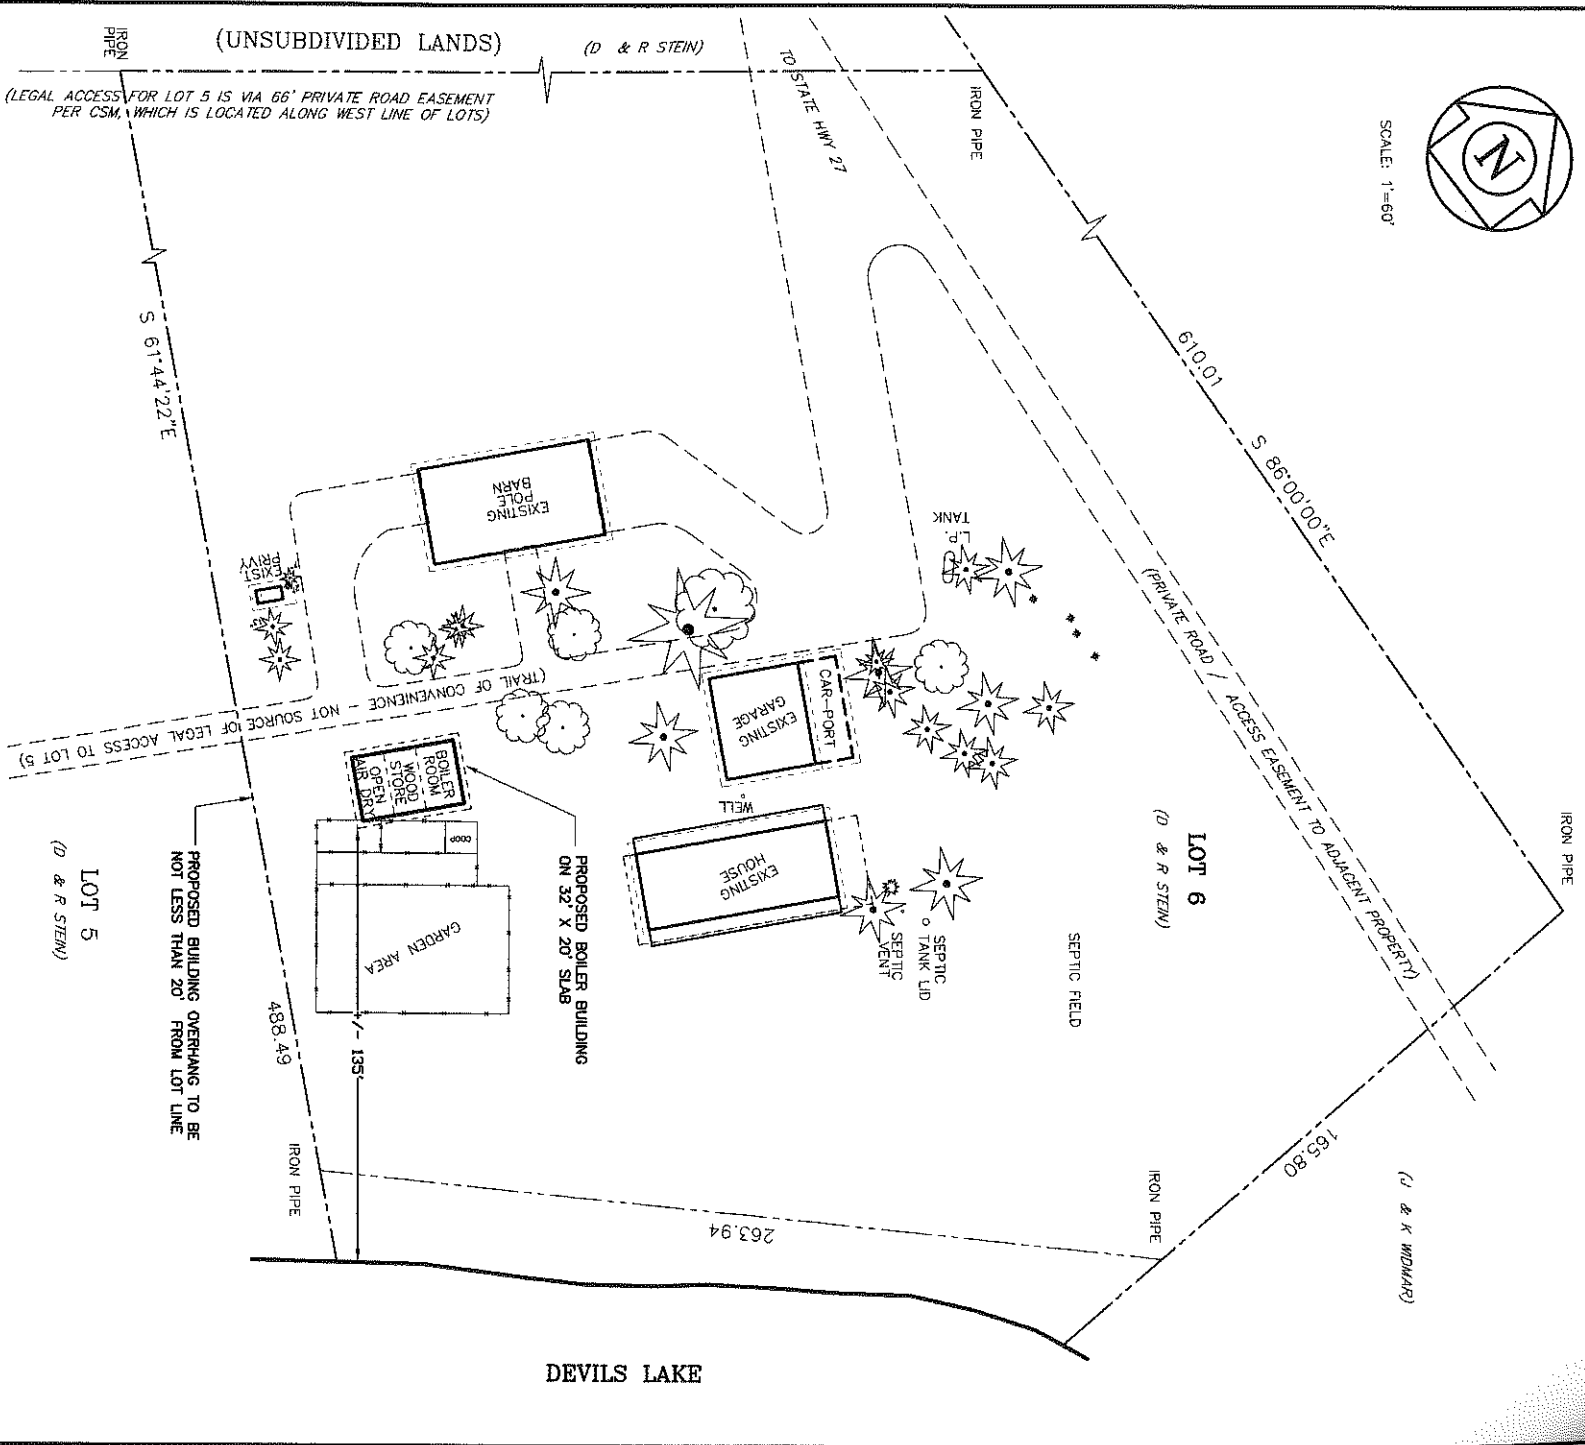 (UNSUBDIVIDED LANDS)
(D & R STEIN)
IRON
PIPE
(LEGAL ACCESS FOR LOT 5 IS VIA 66' PRIVATE ROAD EASEMENT
PER CSM, WHICH IS LOCATED ALONG WEST LINE OF LOTS)
TO STATE HWY 27
IRON PIPE
N
SCALE: 1"=60'
S 61°44'22"E
610.01
S 86°00'00"E
EXISTING
POLE
BARN
EXIST
PRIVY
L.P.
TANK
(PRIVATE ROAD / ACCESS EASEMENT TO ADJACENT PROPERTY)
(TRAIL OF CONVENIENCE - NOT SOURCE OF LEGAL ACCESS TO LOT 5)
CAR-PORT
EXISTING
GARAGE
BOILER
ROOM
WOOD
STORE
OPEN
AIR DRY
WELL
COOP
EXISTING
HOUSE
GARDEN AREA
PROPOSED BOILER BUILDING
ON 32' X 20' SLAB
SEPTIC
VENT
SEPTIC
TANK LID
SEPTIC FIELD
LOT 6
(D & R STEIN)
IRON PIPE
LOT 5
(D & R STEIN)
PROPOSED BUILDING OVERHANG TO BE
NOT LESS THAN 20' FROM LOT LINE
488.49
+/- 135'
IRON PIPE
263.94
IRON PIPE
165.80
(J & K WIDMAR)
DEVILS LAKE